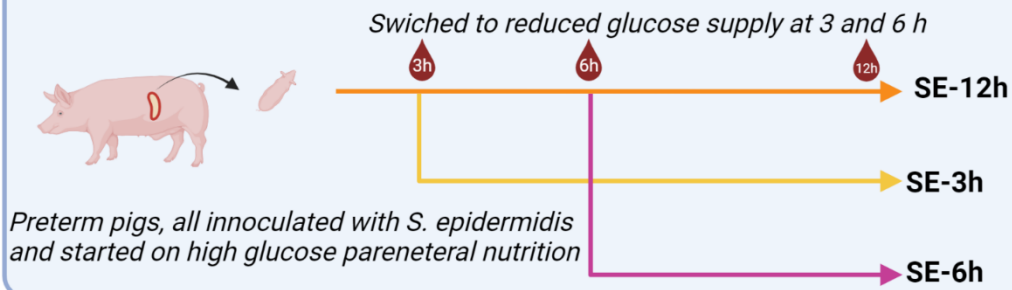 Swiched to reduced glucose supply at 3 and 6 h
3h
6h
12h
SE-12h
SE-3h
Preterm pigs, all innoculated with S. epidermidis
and started on high glucose pareneteral nutrition
SE-6h